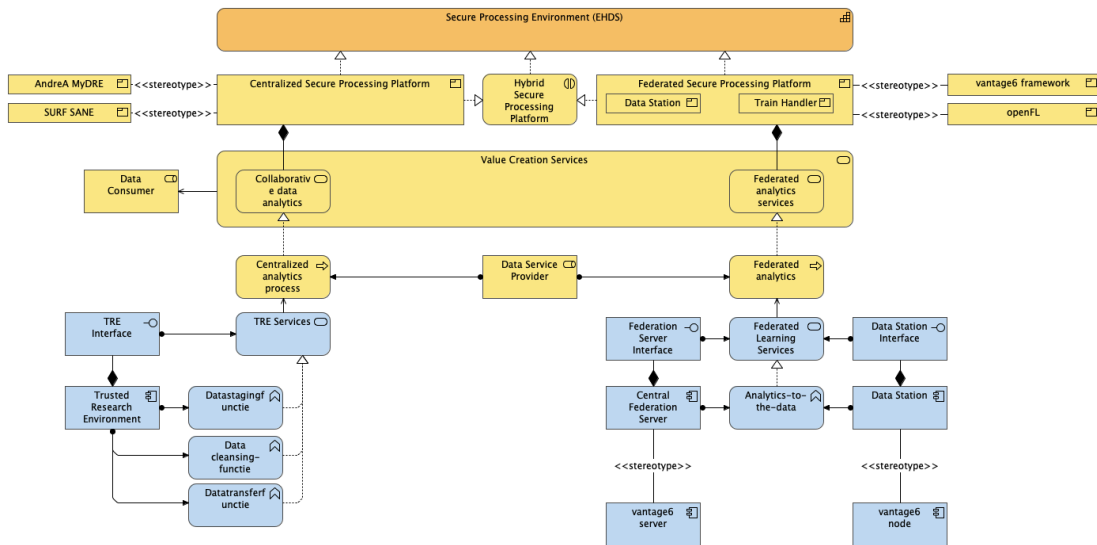 Secure Processing Environment (EHDS)
AndreA MyDRE
<<stereotype>>
Centralized Secure Processing Platform
Hybrid
Secure
Processing
Platform
Federated Secure Processing Platform
Data Station
Train Handler
<<stereotype>>
vantage6 framework
SURF SANE
<<stereotype>>
<<stereotype>>
openFL
Value Creation Services
Data
Consumer
Collaborativ
e data
analytics
Federated
analytics
services
Centralized
analytics
process
Data Service
Provider
Federated
analytics
TRE
Interface
TRE Services
Federation
Server
Interface
Federated
Learning
Services
Data Station
Interface
Trusted
Research
Environment
Datastagingf
unctie
Central
Federation
Server
Analytics-to-
the-data
Data Station
Data
cleansing-
functie
<<stereotype>>
<<stereotype>>
Datatransferf
unctie
vantage6
server
vantage6
node